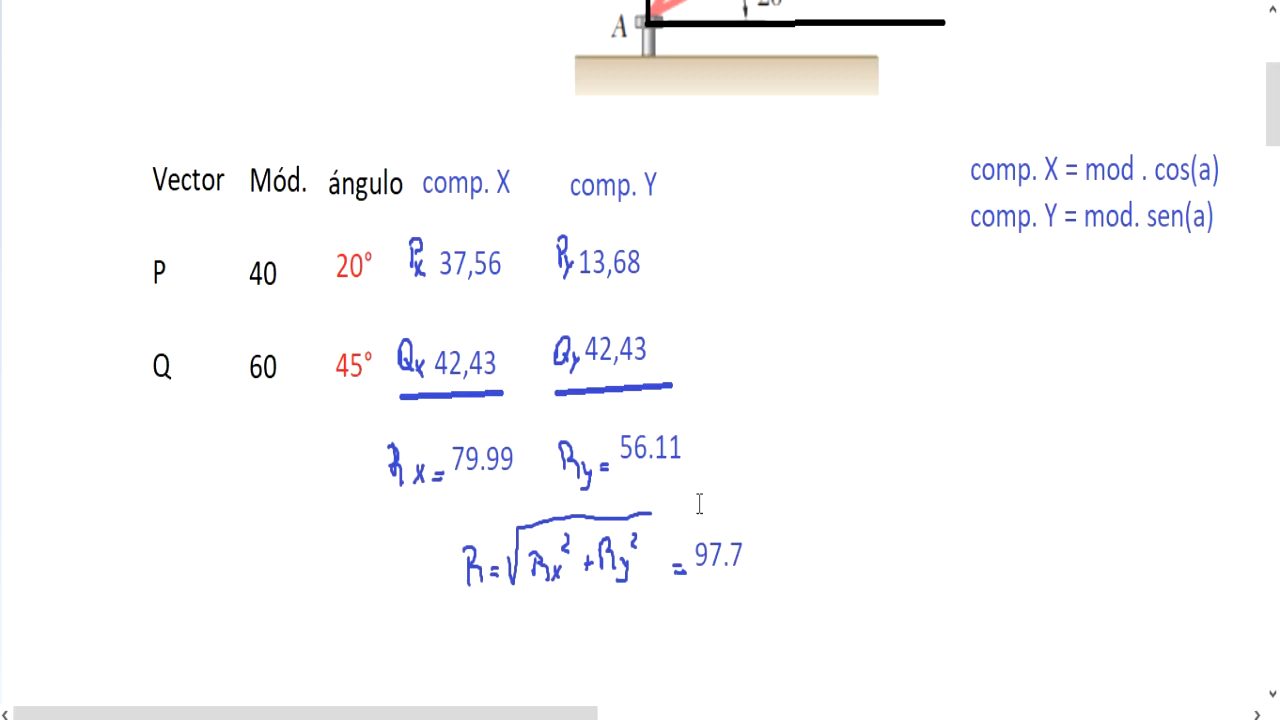 A
Vector Mód. ángulo comp. X comp. Y
comp. X = mod . cos(a)
comp. Y = mod. sen(a)
P 40 20° Px 37,56 Py 13,68
Q 60 45° Qx 42,43 Qy 42,43
Rx = 79.99 Ry = 56.11
R = √Rx² + Ry² = 97.7